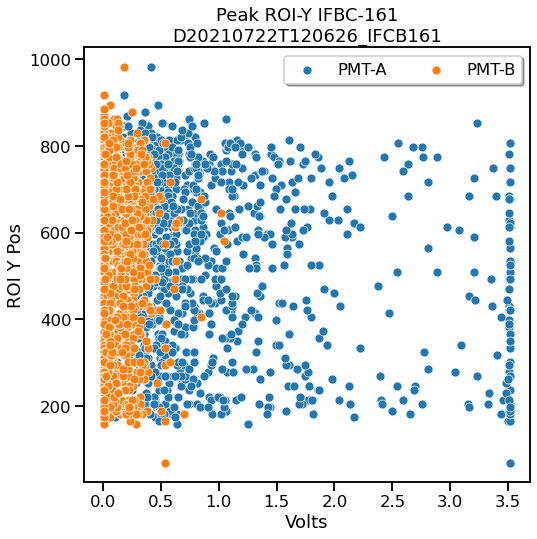 Peak ROI-Y IFBC-161
D20210722T120626_IFCB161
PMT-A PMT-B
1000
800
600
400
200
ROI Y Pos
0.0 0.5 1.0 1.5 2.0 2.5 3.0 3.5
Volts